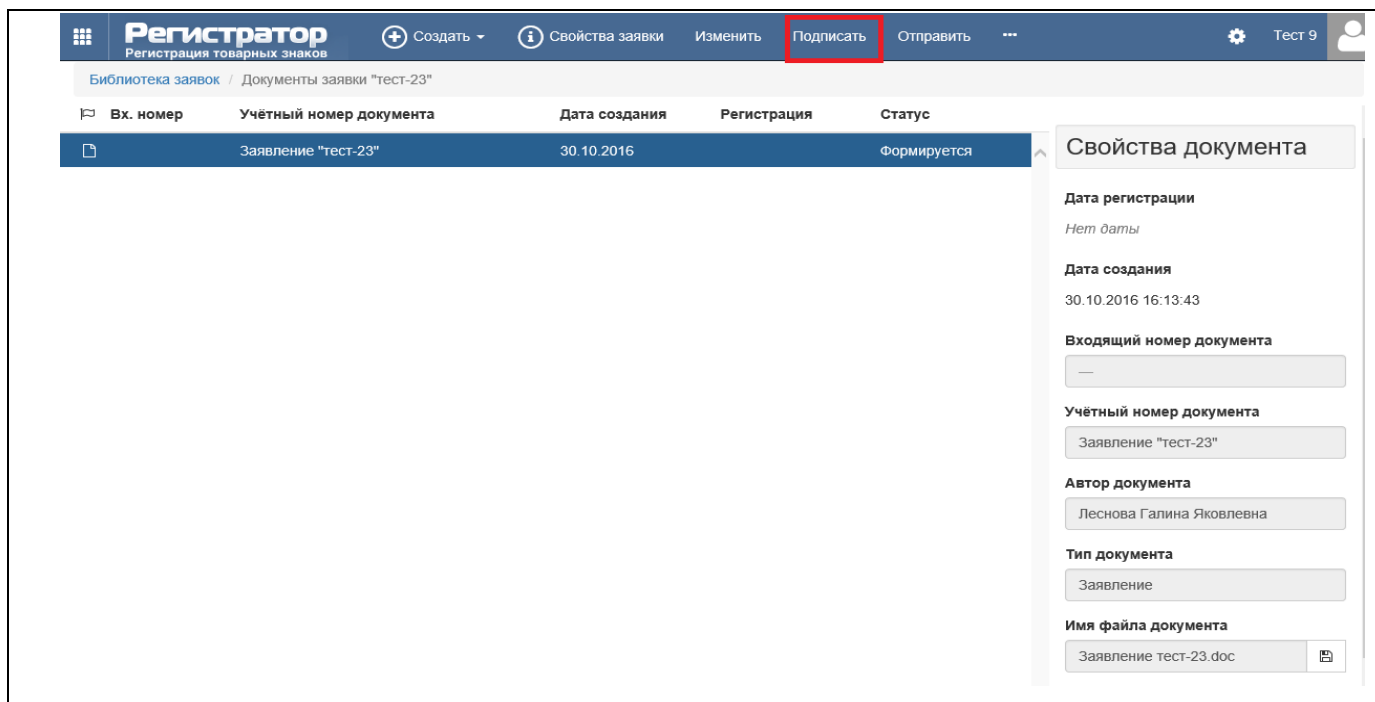 Регистратор
Регистрация товарных знаков
Создать
Свойства заявки
Изменить
Подписать
Отправить
Тест 9
Библиотека заявок / Документы заявки "тест-23"
Вх. номер Учётный номер документа Дата создания Регистрация Статус
Заявление "тест-23" 30.10.2016 Формируется
Свойства документа
Дата регистрации
Нет даты
Дата создания
30.10.2016 16:13:43
Входящий номер документа
—
Учётный номер документа
Заявление "тест-23"
Автор документа
Леснова Галина Яковлевна
Тип документа
Заявление
Имя файла документа
Заявление тест-23.doc